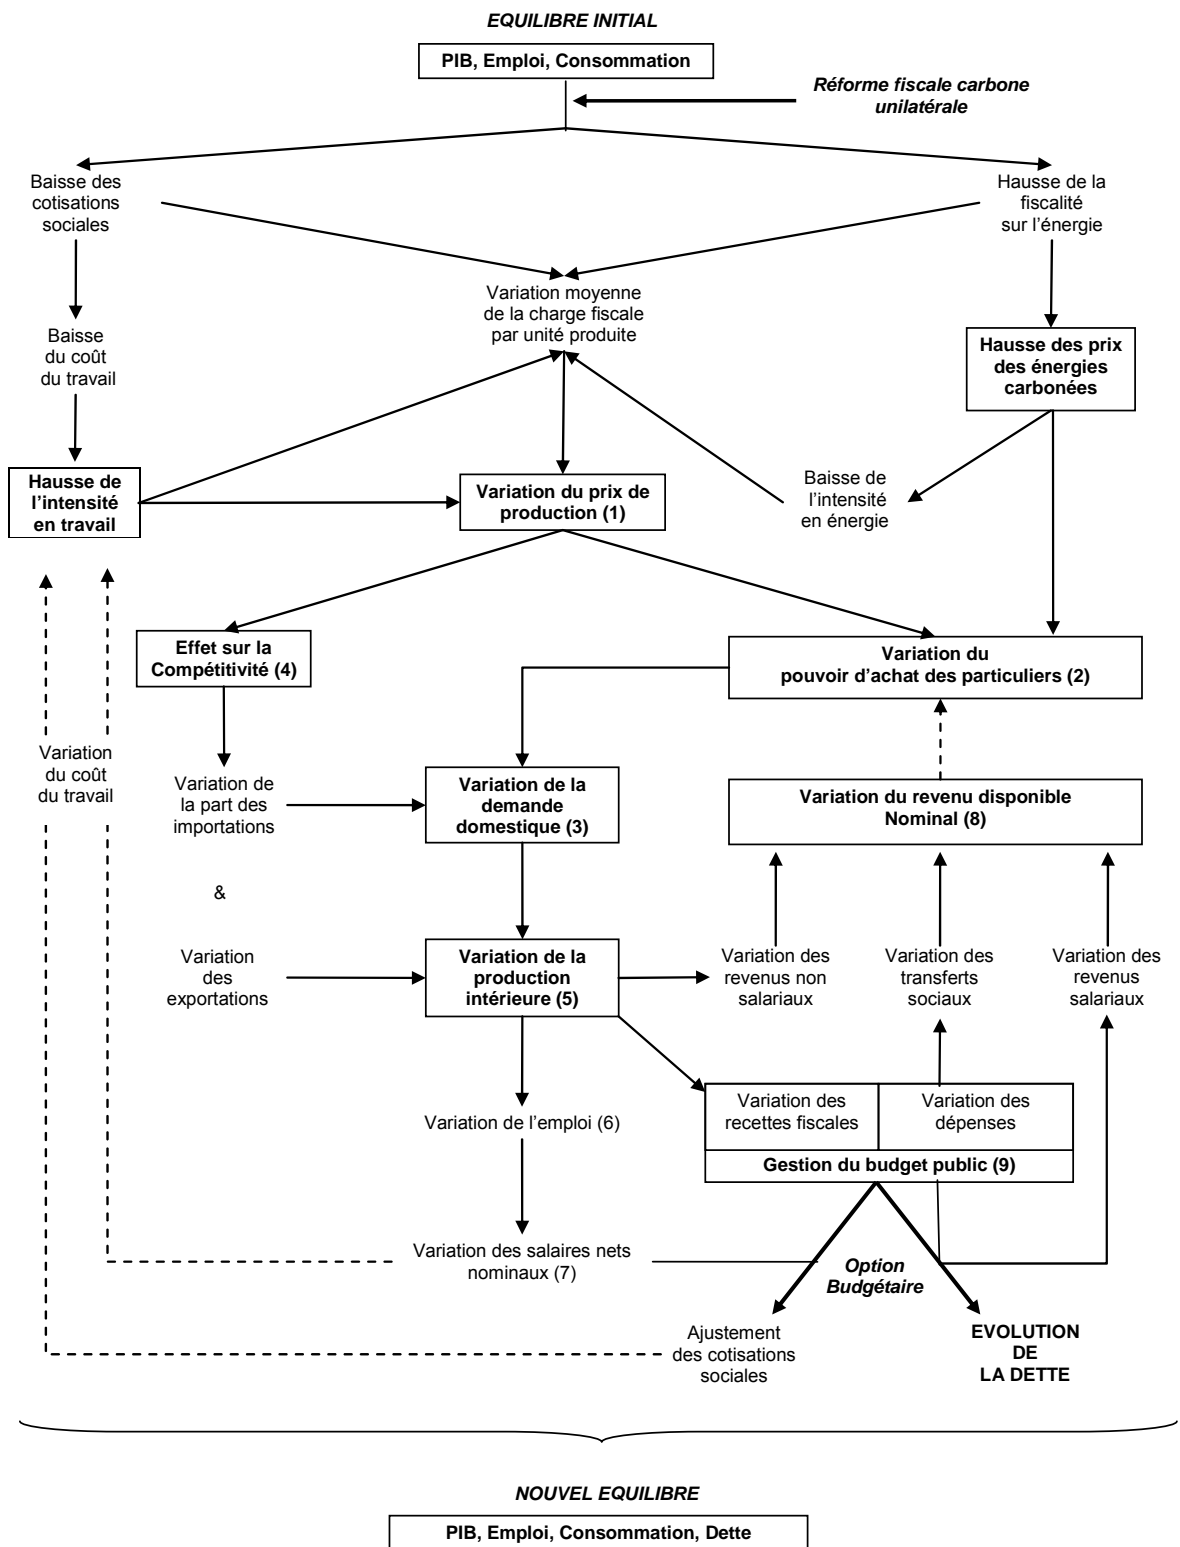 EQUILIBRE INITIAL
PIB, Emploi, Consommation
Réforme fiscale carbone
unilatérale
Baisse des
cotisations
sociales
Hausse de la
fiscalité
sur l'énergie
Variation moyenne
de la charge fiscale
par unité produite
Baisse
du coût
du travail
Hausse des prix
des énergies
carbonées
Hausse de
l'intensité
en travail
Variation du prix de
production (1)
Baisse de
l'intensité
en énergie
Effet sur la
Compétitivité (4)
Variation du
pouvoir d'achat des particuliers (2)
Variation
du coût
du travail
Variation de
la part des
importations
Variation de la
demande
domestique (3)
Variation du revenu disponible
Nominal (8)
&
Variation
des
exportations
Variation de la
production
intérieure (5)
Variation des
revenus non
salariaux
Variation des
transferts
sociaux
Variation des
revenus
salariaux
Variation des
recettes fiscales
Variation des
dépenses
Variation de l'emploi (6)
Gestion du budget public (9)
Variation des salaires nets
nominaux (7)
Option
Budgétaire
Ajustement
des cotisations
sociales
EVOLUTION
DE
LA DETTE
NOUVEL EQUILIBRE
PIB, Emploi, Consommation, Dette